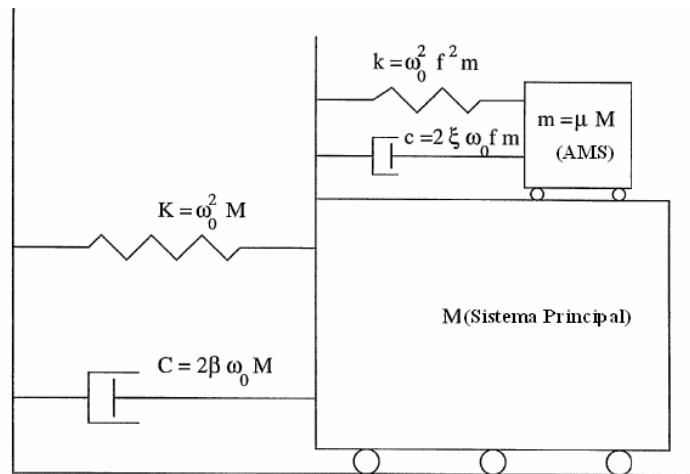 k = ω₀² f² m
m = μ M
(AMS)
c = 2 ξ ω₀ f m
K = ω₀² M
M(Sistema Principal)
C = 2β ω₀ M